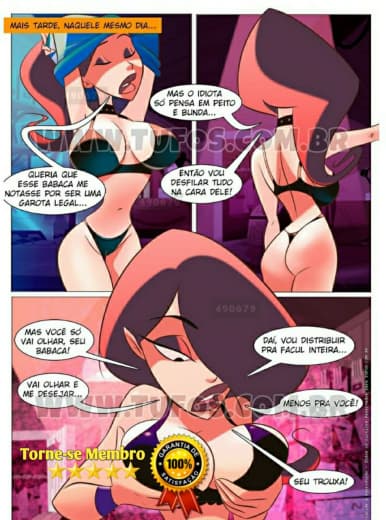 MAIS TARDE, NAQUELE MESMO DIA...
QUERIA QUE
ESSE BABACA ME
NOTASSE POR SER UMA
GAROTA LEGAL...
MAS O IDIOTA
SÓ PENSA EM PEITO
E BUNDA...
ENTÃO VOU
DESFILAR TUDO
NA CARA DELE!
WWW.TUFOS.COM.BR
490679
MAS VOCÊ SÓ
VAI OLHAR, SEU
BABACA!
VAI OLHAR E
ME DESEJAR...
DAÍ, VOU DISTRIBUIR
PRA FACUL INTEIRA...
MENOS PRA VOCÊ!
SEU TROUXA!
WWW.TUFOS.COM.BR
Torne-se Membro
GARANTIA DE
100%
SATISFAÇÃO
2